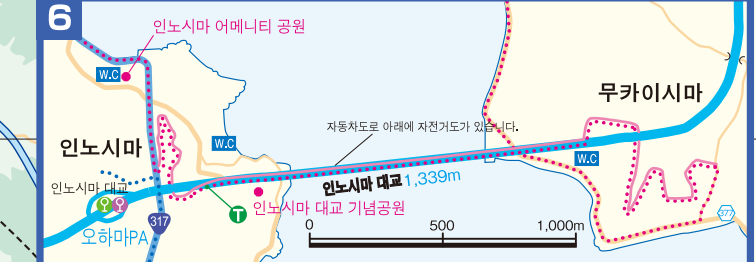 6
인노시마 어메니티 공원
W.C
무카이시마
자동차도로 아래에 자전거도가 있습니다.
인노시마
W.C
W.C
인노시마 대교
인노시마 대교 1,339m
T
인노시마 대교 기념공원
317
377
오하마PA
0 500 1,000m